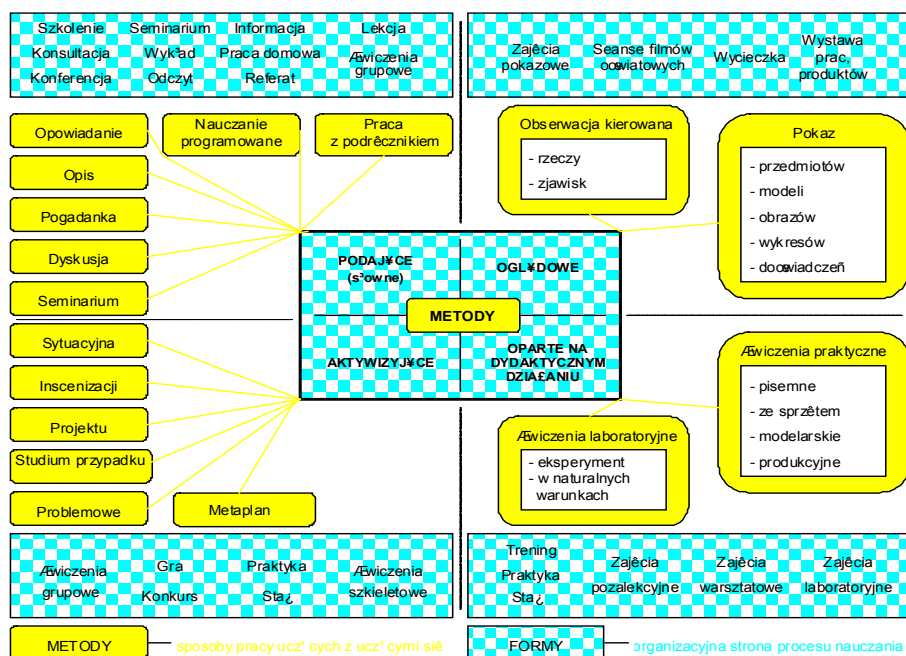 Szkolenie Seminarium Informacja Lekcja
Konsultacja Wyk³ad Praca domowa Æwiczenia
Konferencja Odczyt Referat grupowe
Zajêcia pokazowe
Seanse filmów oœwiatowych
Wycieczka
Wystawa prac, produktów
Opowiadanie
Nauczanie programowane
Praca z podrêcznikiem
Opis
Pogadanka
Dyskusja
Seminarium
Obserwacja kierowana
- rzeczy
- zjawisk
Pokaz
- przedmiotów
- modeli
- obrazów
- wykresów
- doœwiadczeñ
PODAJ¥CE
(s³owne)
OGL¥DOWE
METODY
AKTYWIZYJ¥CE
OPARTE NA
DYDAKTYCZNYM
DZIA£ANIU
Sytuacyjna
Inscenizacji
Projektu
Studium przypadku
Problemowe
Metaplan
Æwiczenia laboratoryjne
- eksperyment
- w naturalnych
warunkach
Æwiczenia praktyczne
- pisemne
- ze sprzêtem
- modelarskie
- produkcyjne
Æwiczenia grupowe
Gra
Konkurs
Praktyka
Sta¿
Æwiczenia szkieletowe
Trening
Praktyka
Sta¿
Zajêcia pozalekcyjne
Zajêcia warsztatowe
Zajêcia laboratoryjne
METODY sposoby pracy ucz¹cych z ucz¹cymi siê
FORMY organizacyjna strona procesu nauczania